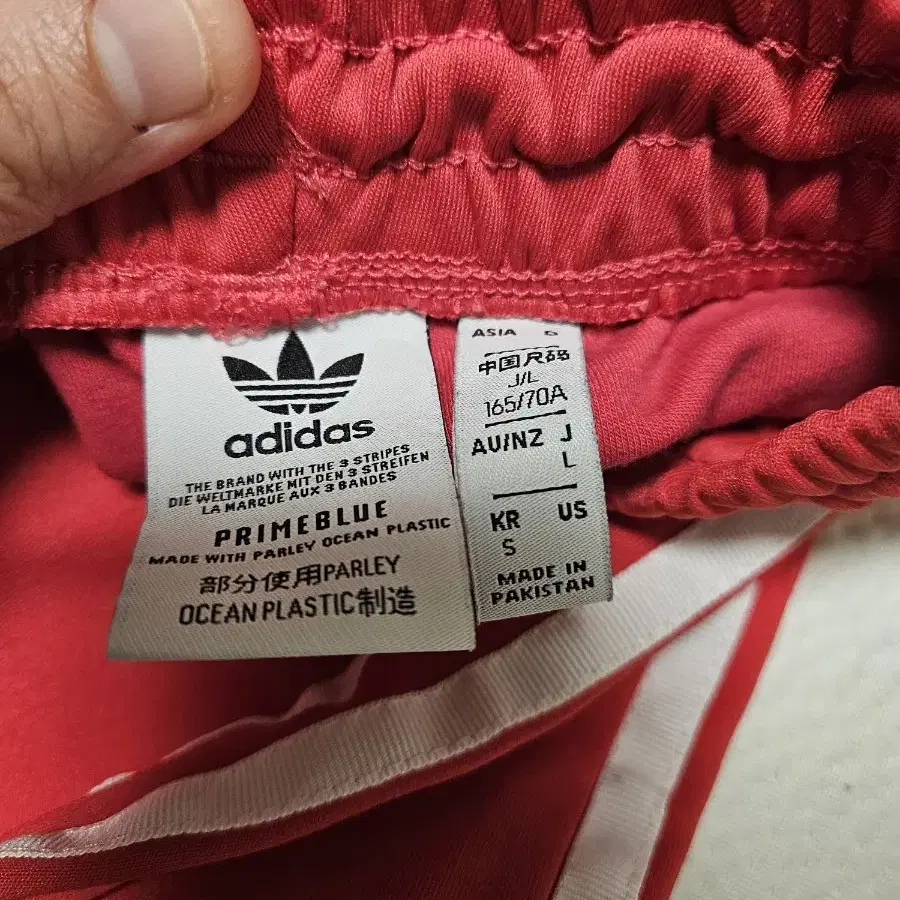 adidas
THE BRAND WITH THE 3 STRIPES
DIE WELTMARKE MIT DEN 3 STREIFEN
LA MARQUE AUX 3 BANDES
PRIMEBLUE
MADE WITH PARLEY OCEAN PLASTIC
部分使用PARLEY
OCEAN PLASTIC制造
ASIA
中国尺码
J/L
165/70A
AU/NZ J
L
KR US
S
MADE IN
PAKISTAN